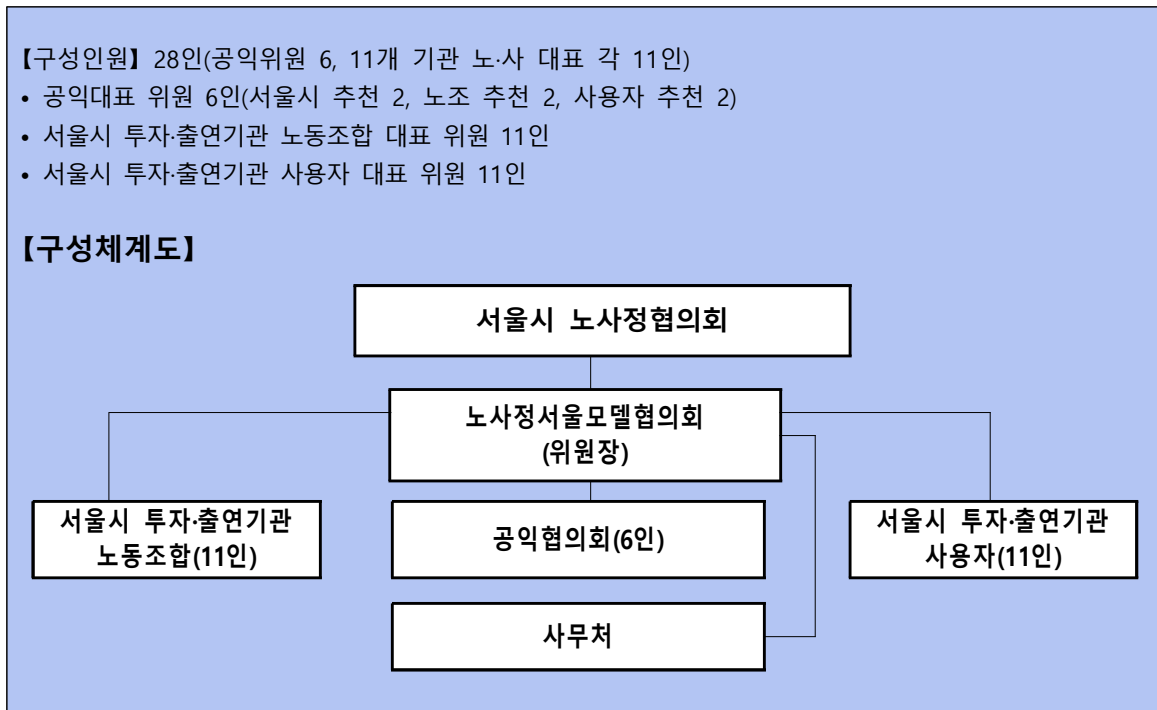 【구성인원】 28인(공익위원 6, 11개 기관 노·사 대표 각 11인)
• 공익대표 위원 6인(서울시 추천 2, 노조 추천 2, 사용자 추천 2)
• 서울시 투자·출연기관 노동조합 대표 위원 11인
• 서울시 투자·출연기관 사용자 대표 위원 11인
【구성체계도】
서울시 노사정협의회
노사정서울모델협의회
(위원장)
서울시 투자·출연기관
노동조합(11인)
공익협의회(6인)
서울시 투자·출연기관
사용자(11인)
사무처